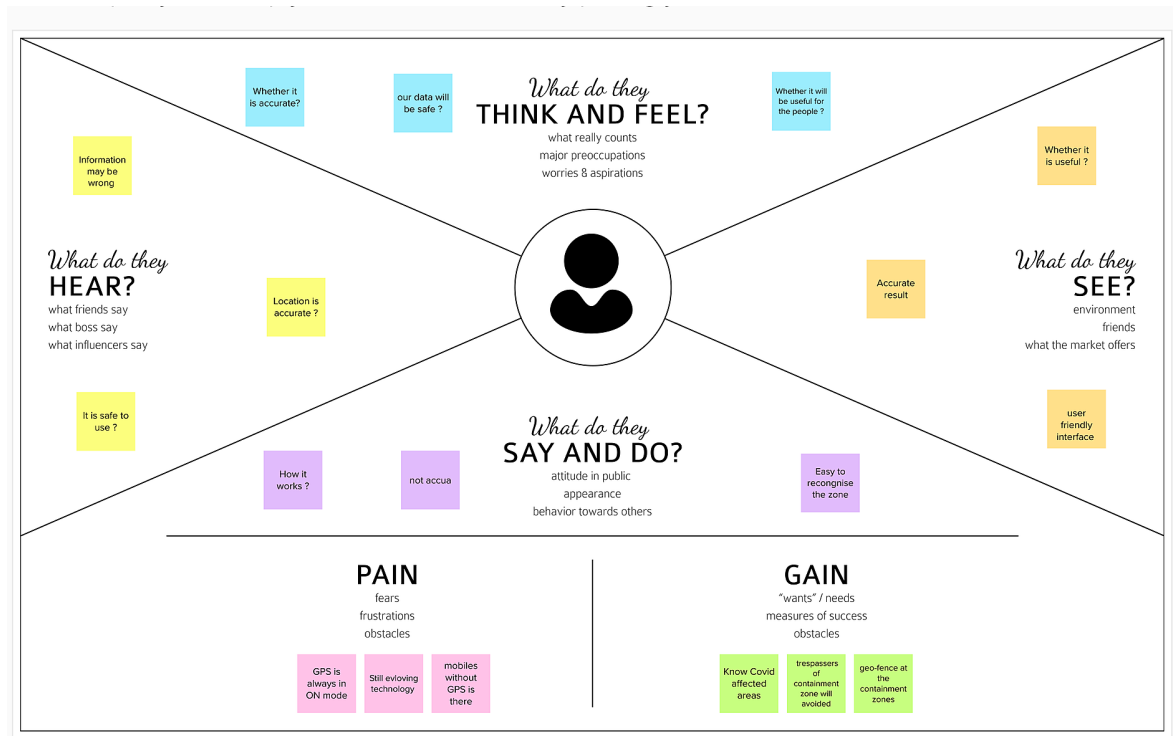 Whether it
is accurate?
our data will
be safe ?
What do they
THINK AND FEEL?
what really counts
major preoccupations
worries & aspirations
Whether it will
be useful for
the people ?
Information
may be
wrong
What do they
HEAR?
what friends say
what boss say
what influencers say
Location is
accurate ?
It is safe to
use ?
Whether
it is useful ?
Accurate
result
What do they
SEE?
environment
friends
what the market offers
user
friendly
interface
What do they
SAY AND DO?
attitude in public
appearance
behavior towards others
How it
works ?
not accua
Easy to
recongnise
the zone
PAIN
fears
frustrations
obstacles
GPS is
always in
ON mode
Still evloving
technology
mobiles
without
GPS is
there
GAIN
“wants” / needs
measures of success
obstacles
Know Covid
affected
areas
trespassers
of
containment
zone will
avoided
geo-fence at
the
containment
zones